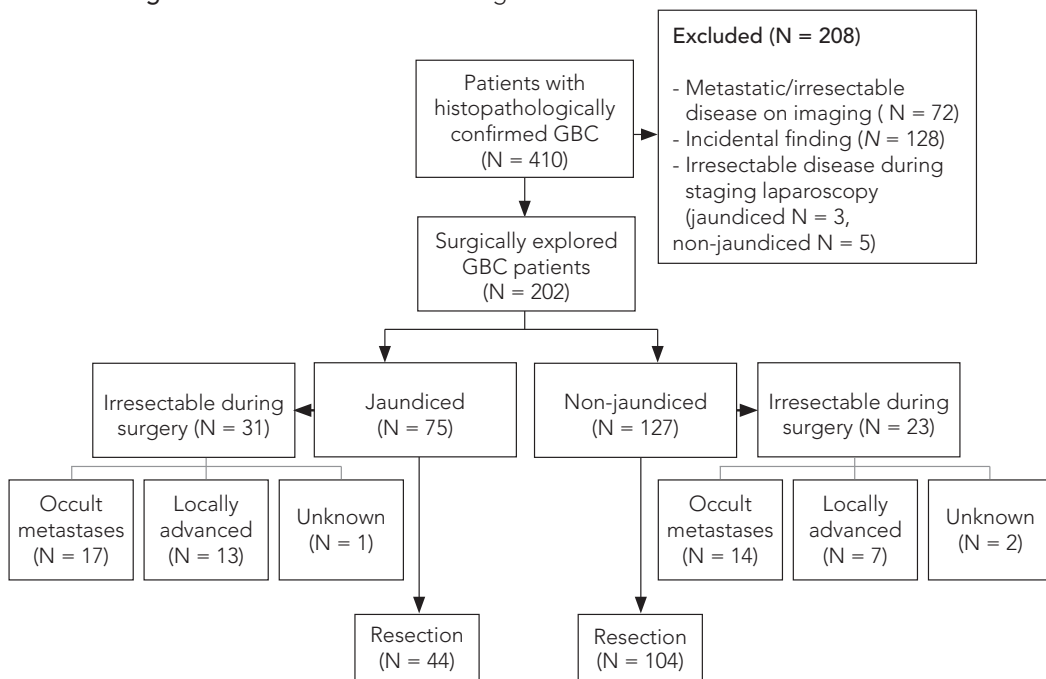 Excluded (N = 208)
- Metastatic/irresectable
disease on imaging ( N = 72)
- Incidental finding (N = 128)
- Irresectable disease during
staging laparoscopy
(jaundiced N = 3,
non-jaundiced N = 5)
Patients with
histopathologically
confirmed GBC
(N = 410)
Surgically explored
GBC patients
(N = 202)
Irresectable during
surgery (N = 31)
Jaundiced
(N = 75)
Non-jaundiced
(N = 127)
Irresectable during
surgery (N = 23)
Occult
metastases
(N = 17)
Locally
advanced
(N = 13)
Unknown
(N = 1)
Occult
metastases
(N = 14)
Locally
advanced
(N = 7)
Unknown
(N = 2)
Resection
(N = 44)
Resection
(N = 104)